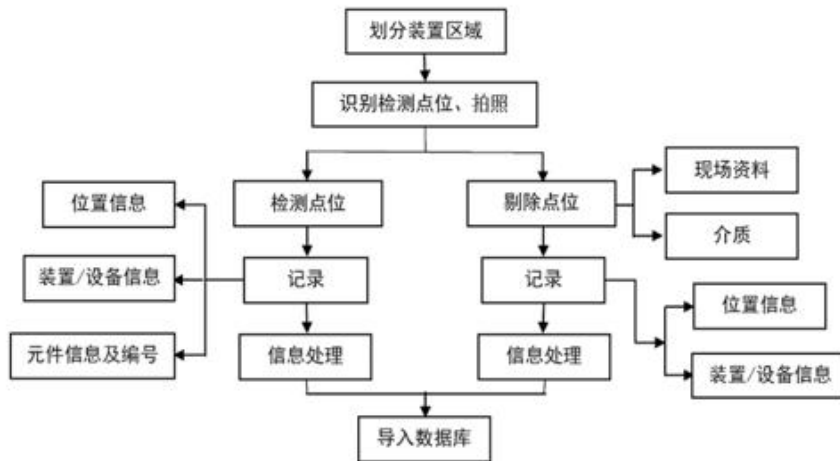 划分装置区域
识别检测点位、拍照
检测点位
剔除点位
现场资料
介质
位置信息
装置/设备信息
元件信息及编号
记录
记录
位置信息
装置/设备信息
信息处理
信息处理
导入数据库